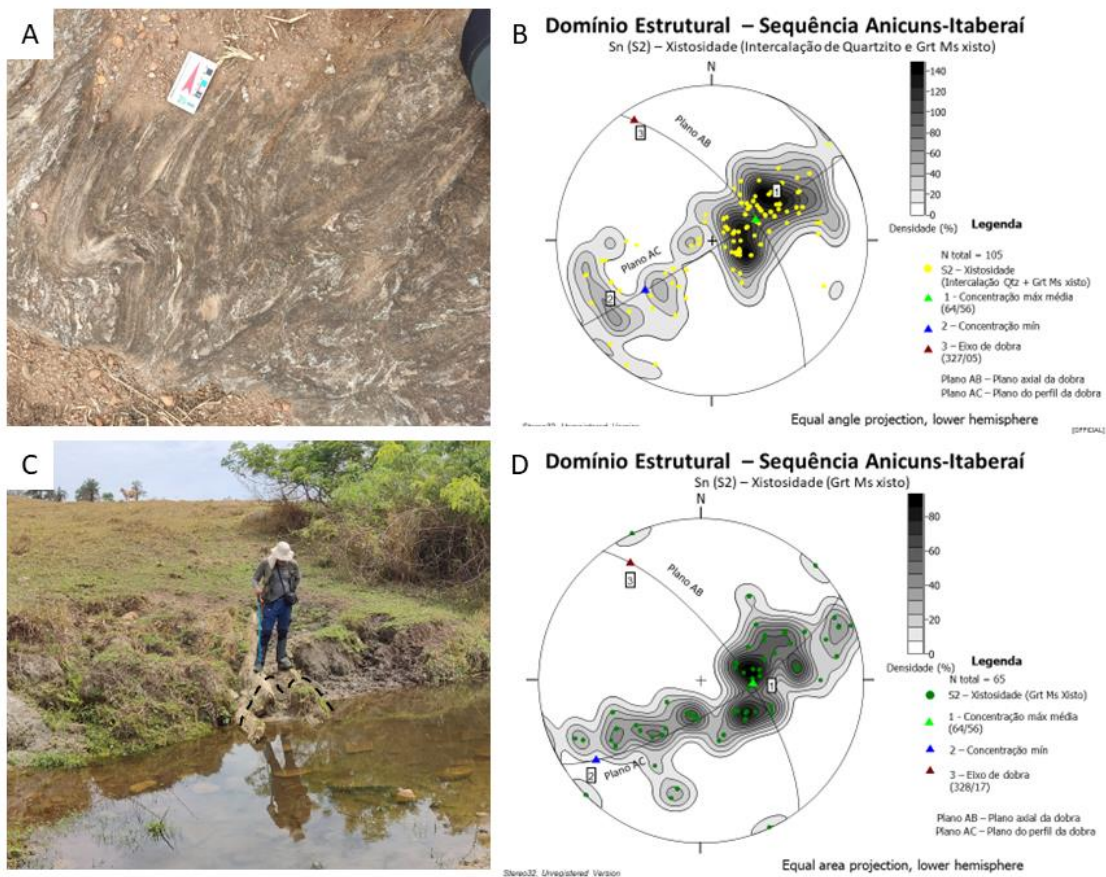 A
B
Domínio Estrutural – Sequência Anicuns-Itaberaí
Sn (S2) – Xistosidade (Intercalação de Quartzito e Grt Ms xisto)
N
3
Plano AB
1
Plano AC
2
140
120
100
80
60
40
20
0
Densidade (%)
Legenda
N total = 105
S2 – Xistosidade
(Intercalação Qtz + Grt Ms xisto)
1 - Concentração máx média
(64/56)
2 – Concentração mín
3 – Eixo de dobra
(327/05)
Plano AB – Plano axial da dobra
Plano AC – Plano do perfil da dobra
Equal angle projection, lower hemisphere
Stereo32, Unregistered Version
[OFFICIAL]
C
D
Domínio Estrutural – Sequência Anicuns-Itaberaí
Sn (S2) – Xistosidade (Grt Ms xisto)
N
3
Plano AB
1
Plano AC
2
80
60
40
20
0
Densidade (%)
Legenda
N total = 65
S2 – Xistosidade (Grt Ms Xisto)
1 - Concentração máx média
(64/56)
2 – Concentração mín
3 – Eixo de dobra
(328/17)
Plano AB – Plano axial da dobra
Plano AC – Plano do perfil da dobra
Equal area projection, lower hemisphere
Stereo32, Unregistered Version